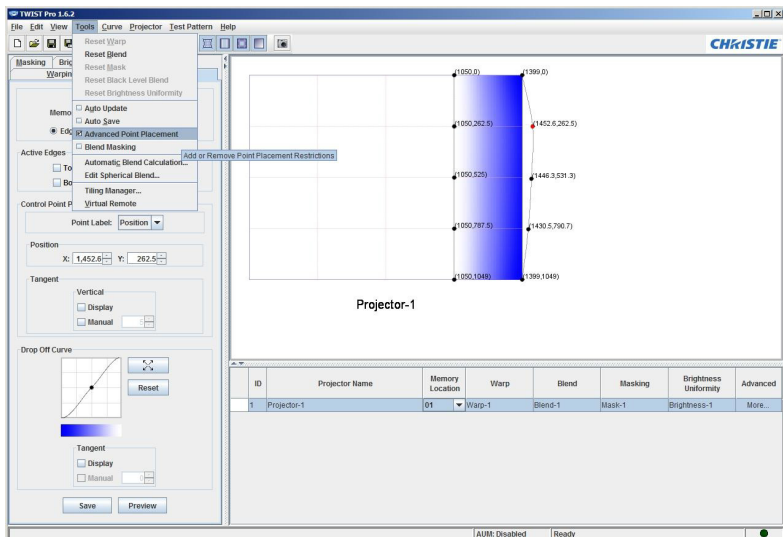 TWIST Pro 1.6.2
File Edit View Tools Curve Projector Test Pattern Help
CHRISTIE
Reset Warp
Reset Blend
Reset Mask
Reset Black Level Blend
Reset Brightness Uniformity
Auto Update
Auto Save
Advanced Point Placement
Blend Masking
Automatic Blend Calculation...
Edit Spherical Blend...
Tiling Manager...
Virtual Remote
Add or Remove Point Placement Restrictions
Masking
Active Edges
Point Label: Position
Position
X: 1,452.6 Y: 262.5
Tangent
Vertical
Display
Manual
Drop Off Curve
Reset
Tangent
Display
Manual
Save Preview
(1050,0) (1399,0)
(1050,262.5) (1452.6,262.5)
(1050,525) (1446.3,531.3)
(1050,787.5) (1430.5,790.7)
(1050,1049) (1399,1049)
Projector-1
ID Projector Name Memory Location Warp Blend Masking Brightness Uniformity Advanced
1 Projector-1 01 Warp-1 Blend-1 Mask-1 Brightness-1 More...
AUM: Disabled Ready